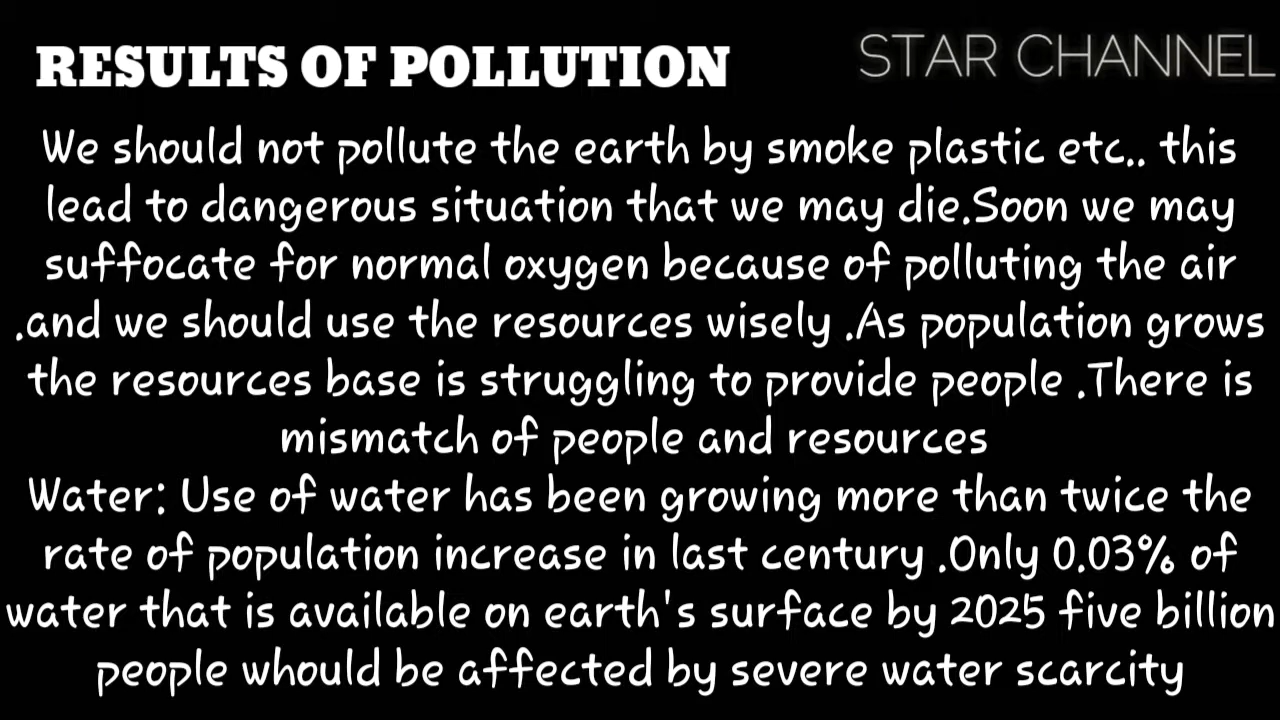 RESULTS OF POLLUTION
STAR CHANNEL
We should not pollute the earth by smoke plastic etc.. this
lead to dangerous situation that we may die.Soon we may
suffocate for normal oxygen because of polluting the air
.and we should use the resources wisely .As population grows
the resources base is struggling to provide people .There is
mismatch of people and resources
Water: Use of water has been growing more than twice the
rate of population increase in last century .Only 0.03% of
water that is available on earth's surface by 2025 five billion
people whould be affected by severe water scarcity